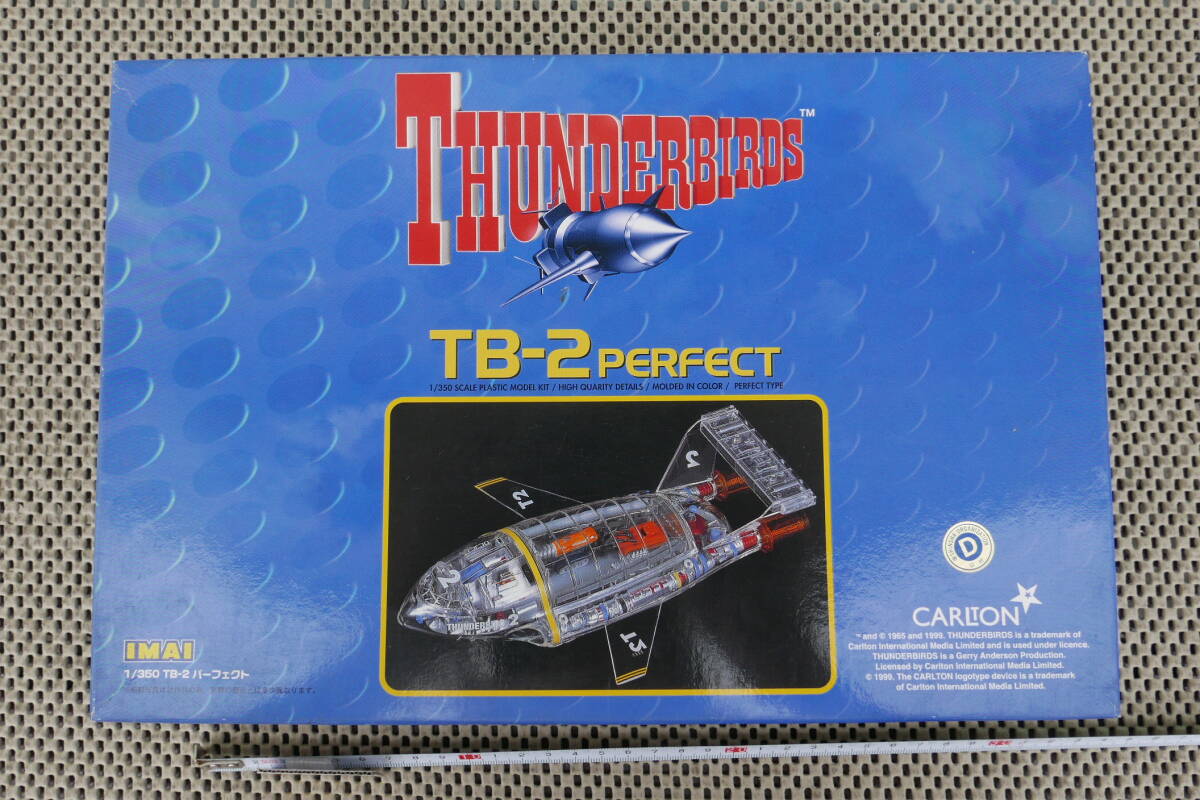 THUNDERBIRDS™
TB-2 PERFECT
1/350 SCALE PLASTIC MODEL KIT / HIGH QUARITY DETAILS / MOLDED IN COLOR / PERFECT TYPE
2
T2
2
THUNDERB
2
D
CARLTON
™ and © 1965 and 1999. THUNDERBIRDS is a trademark of
Carlton International Media Limited and is used under licence.
THUNDERBIRDS is a Gerry Anderson Production.
Licensed by Carlton International Media Limited.
© 1999. The CARLTON logotype device is a trademark
of Carlton International Media Limited.
IMAI
1/350 TB-2 パーフェクト